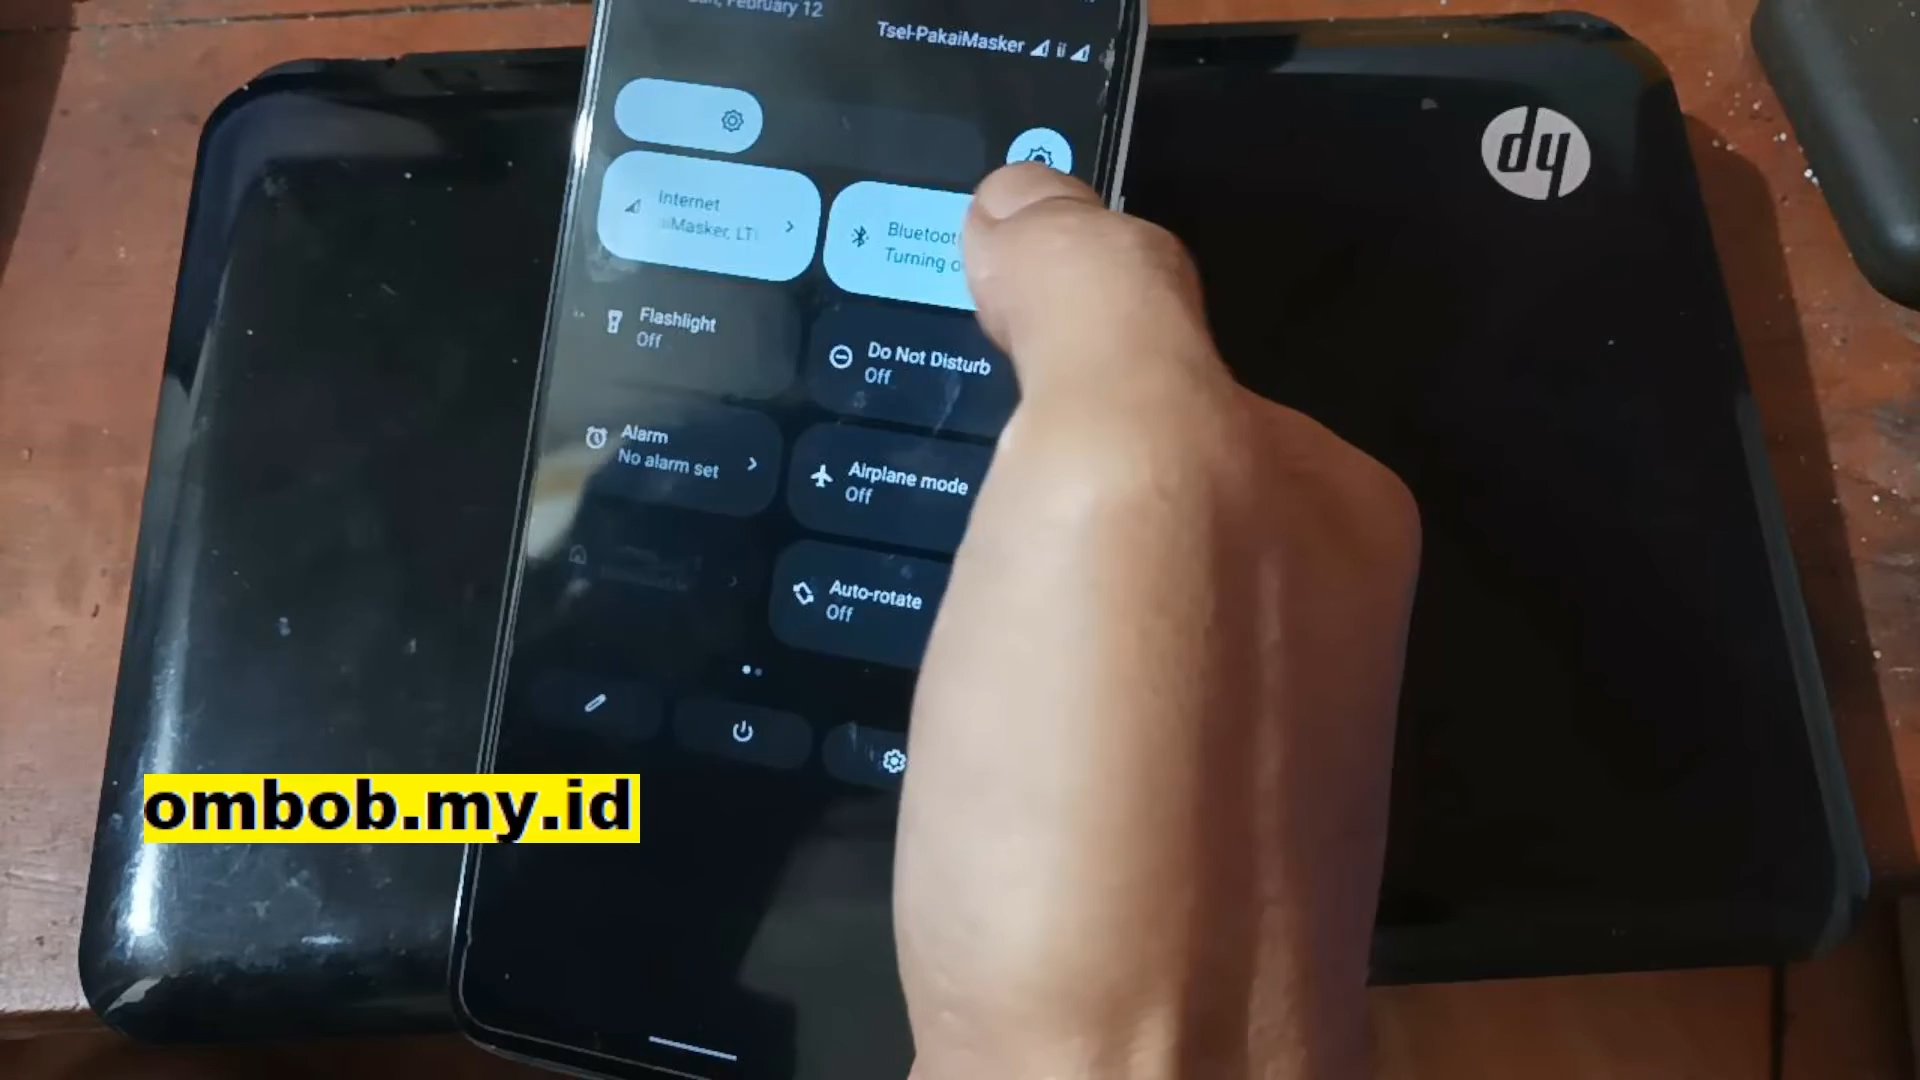 February 12
Tsel-PakaiMasker
Internet
Masker, LT
Bluetoot
Turning o
Flashlight
Off
Do Not Disturb
Off
Alarm
No alarm set
Airplane mode
Off
Auto-rotate
Off
hp
ombob.my.id